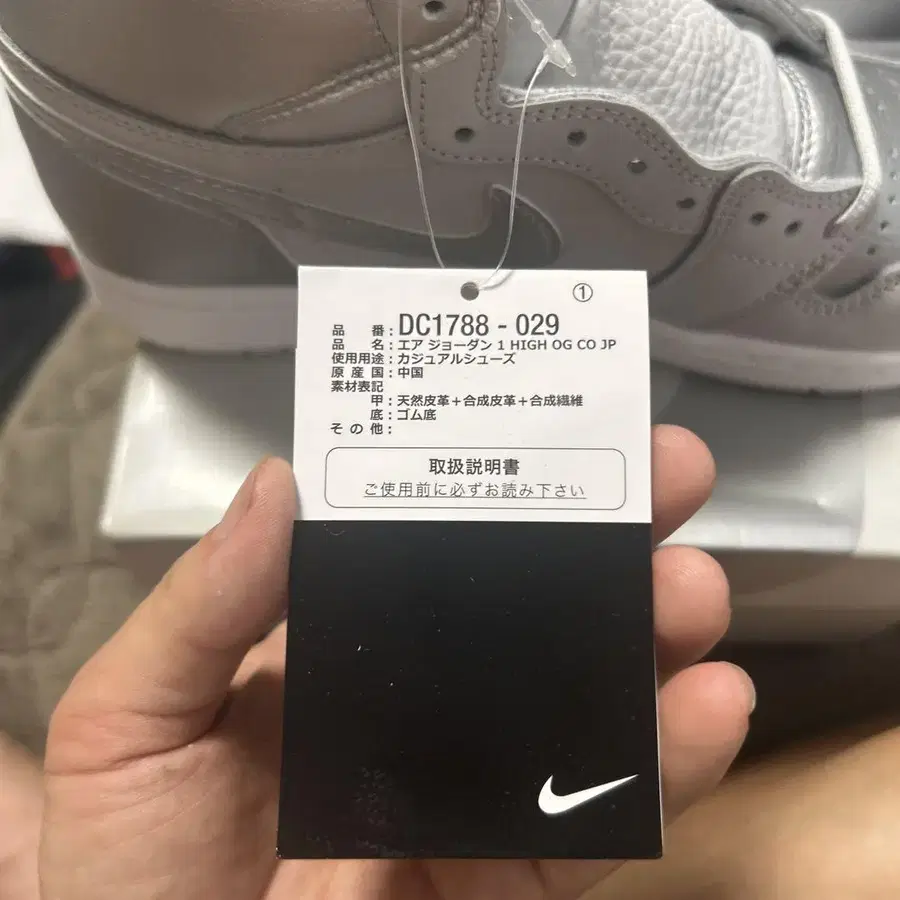 ①
品 番：DC1788 - 029
品 名：エア ジョーダン 1 HIGH OG CO JP
使用用途：カジュアルシューズ
原 産 国：中国
素材表記
甲：天然皮革＋合成皮革＋合成繊維
底：ゴム底
そ の 他：
取扱説明書
ご使用前に必ずお読み下さい